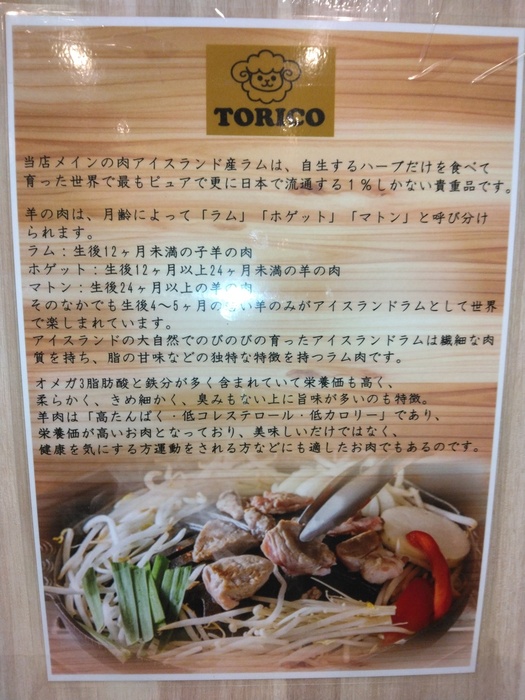 TORICO
当店メインの肉アイスランド産ラムは、自生するハーブだけを食べて
育った世界で最もピュアで更に日本で流通する1%しかない貴重品です。
羊の肉は、月齢によって「ラム」「ホゲット」「マトン」と呼び分け
られます。
ラム：生後12ヶ月未満の子羊の肉
ホゲット：生後12ヶ月以上24ヶ月未満の羊の肉
マトン：生後24ヶ月以上の羊の肉
そのなかでも生後4～5ヶ月の い羊のみがアイスランドラムとして世界
で楽しまれています。
アイスランドの大自然でのびのびの育ったアイスランドラムは繊細な肉
質を持ち、脂の甘味などの独特な特徴を持つラム肉です。
オメガ3脂肪酸と鉄分が多く含まれていて栄養価も高く、
柔らかく、きめ細かく、臭みもない上に旨味が多いのも特徴。
羊肉は「高たんぱく・低コレステロール・低カロリー」であり、
栄養価が高いお肉となっており、美味しいだけではなく、
健康を気にする方運動をされる方などにも適したお肉でもあるのです。